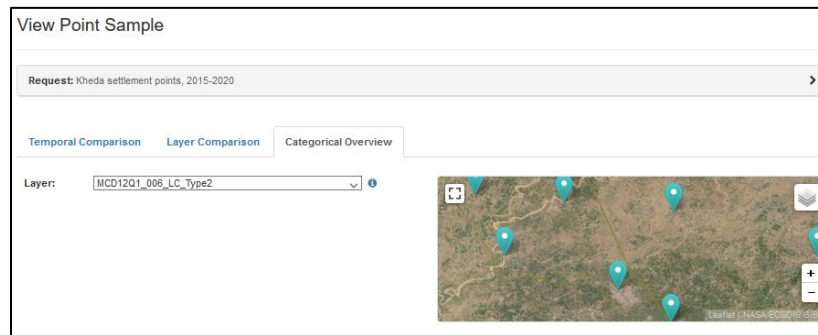 View Point Sample
Request: Kheda settlement points, 2015-2020
Temporal Comparison Layer Comparison Categorical Overview
Layer: MCD12Q1_006_LC_Type2
+
−
Leaflet | NASA EOSDIS GIBS